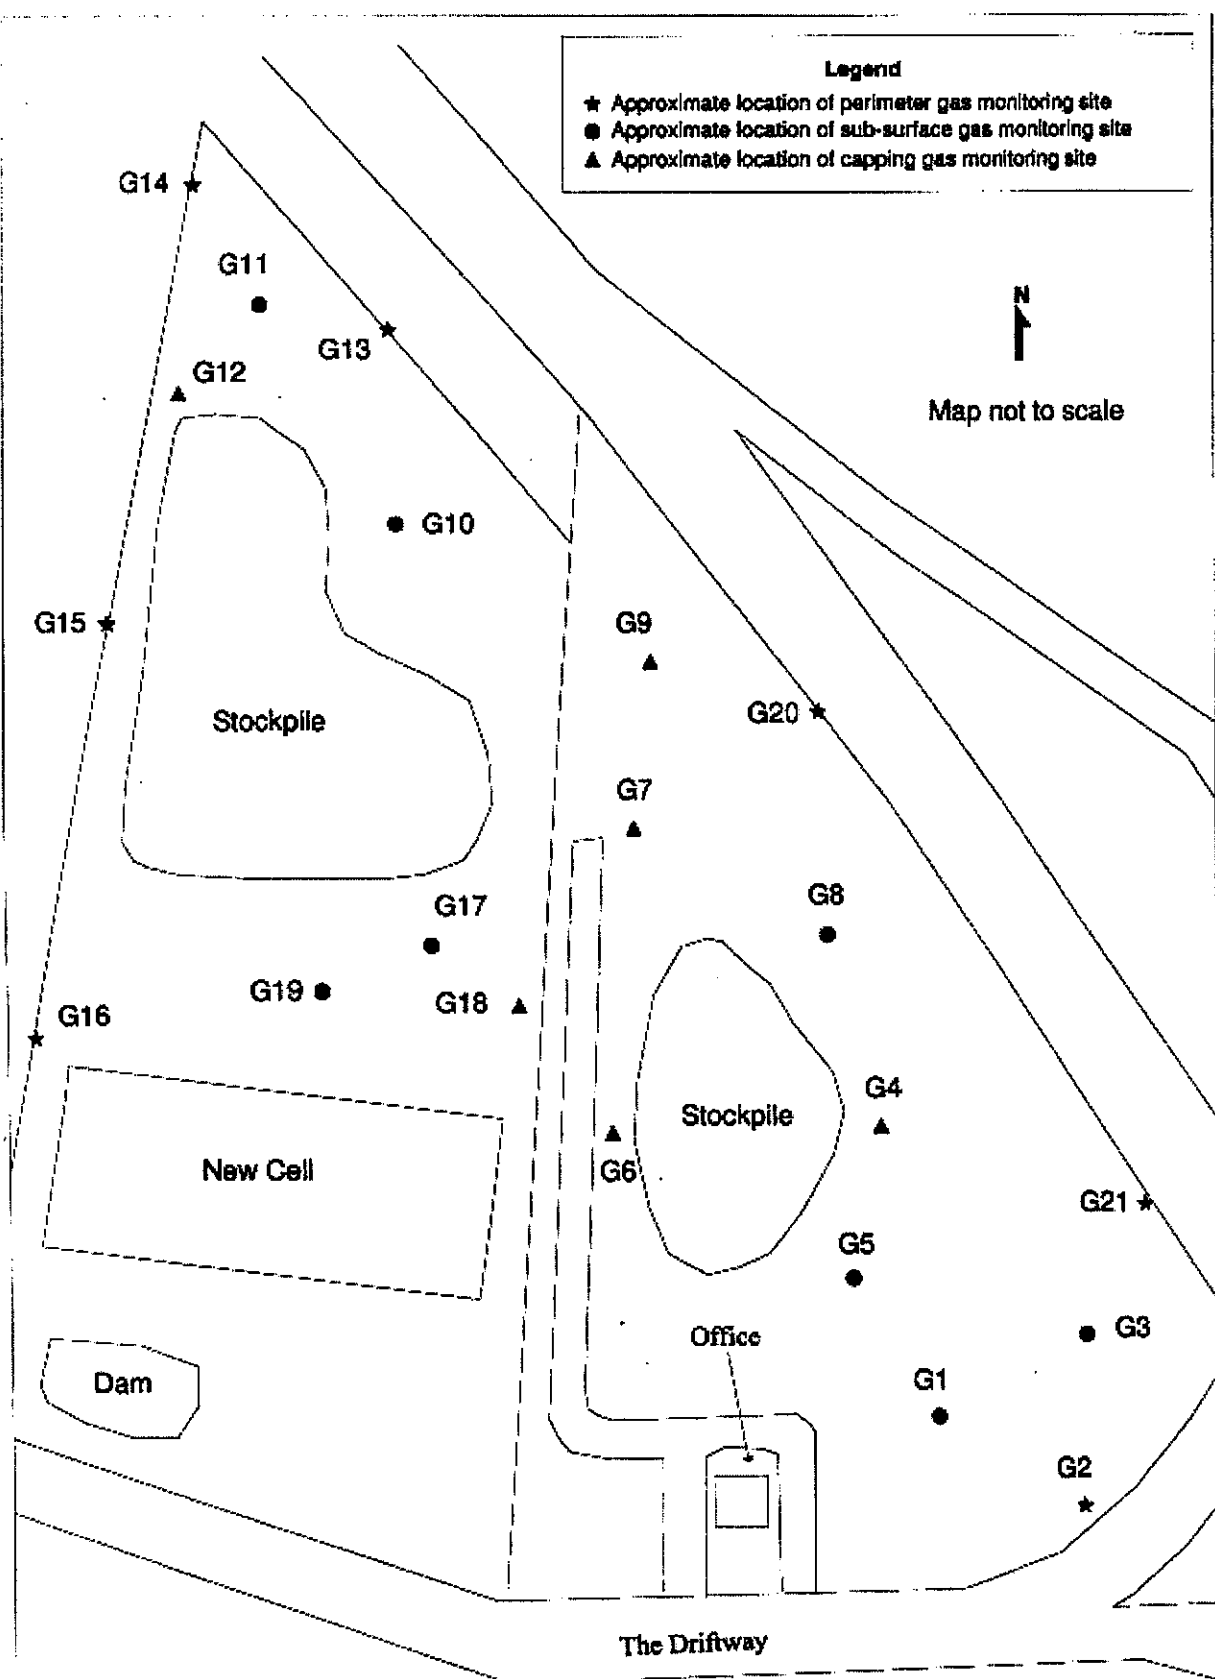 Legend
★ Approximate location of perimeter gas monitoring site
● Approximate location of sub-surface gas monitoring site
▲ Approximate location of capping gas monitoring site
G14
G11
N
G13
G12
Map not to scale
G10
G15
G9
G20
Stockpile
G7
G8
G17
G19
G18
G16
G4
Stockpile
New Cell
G6
G21
G5
G3
Office
Dam
G1
G2
The Driftway